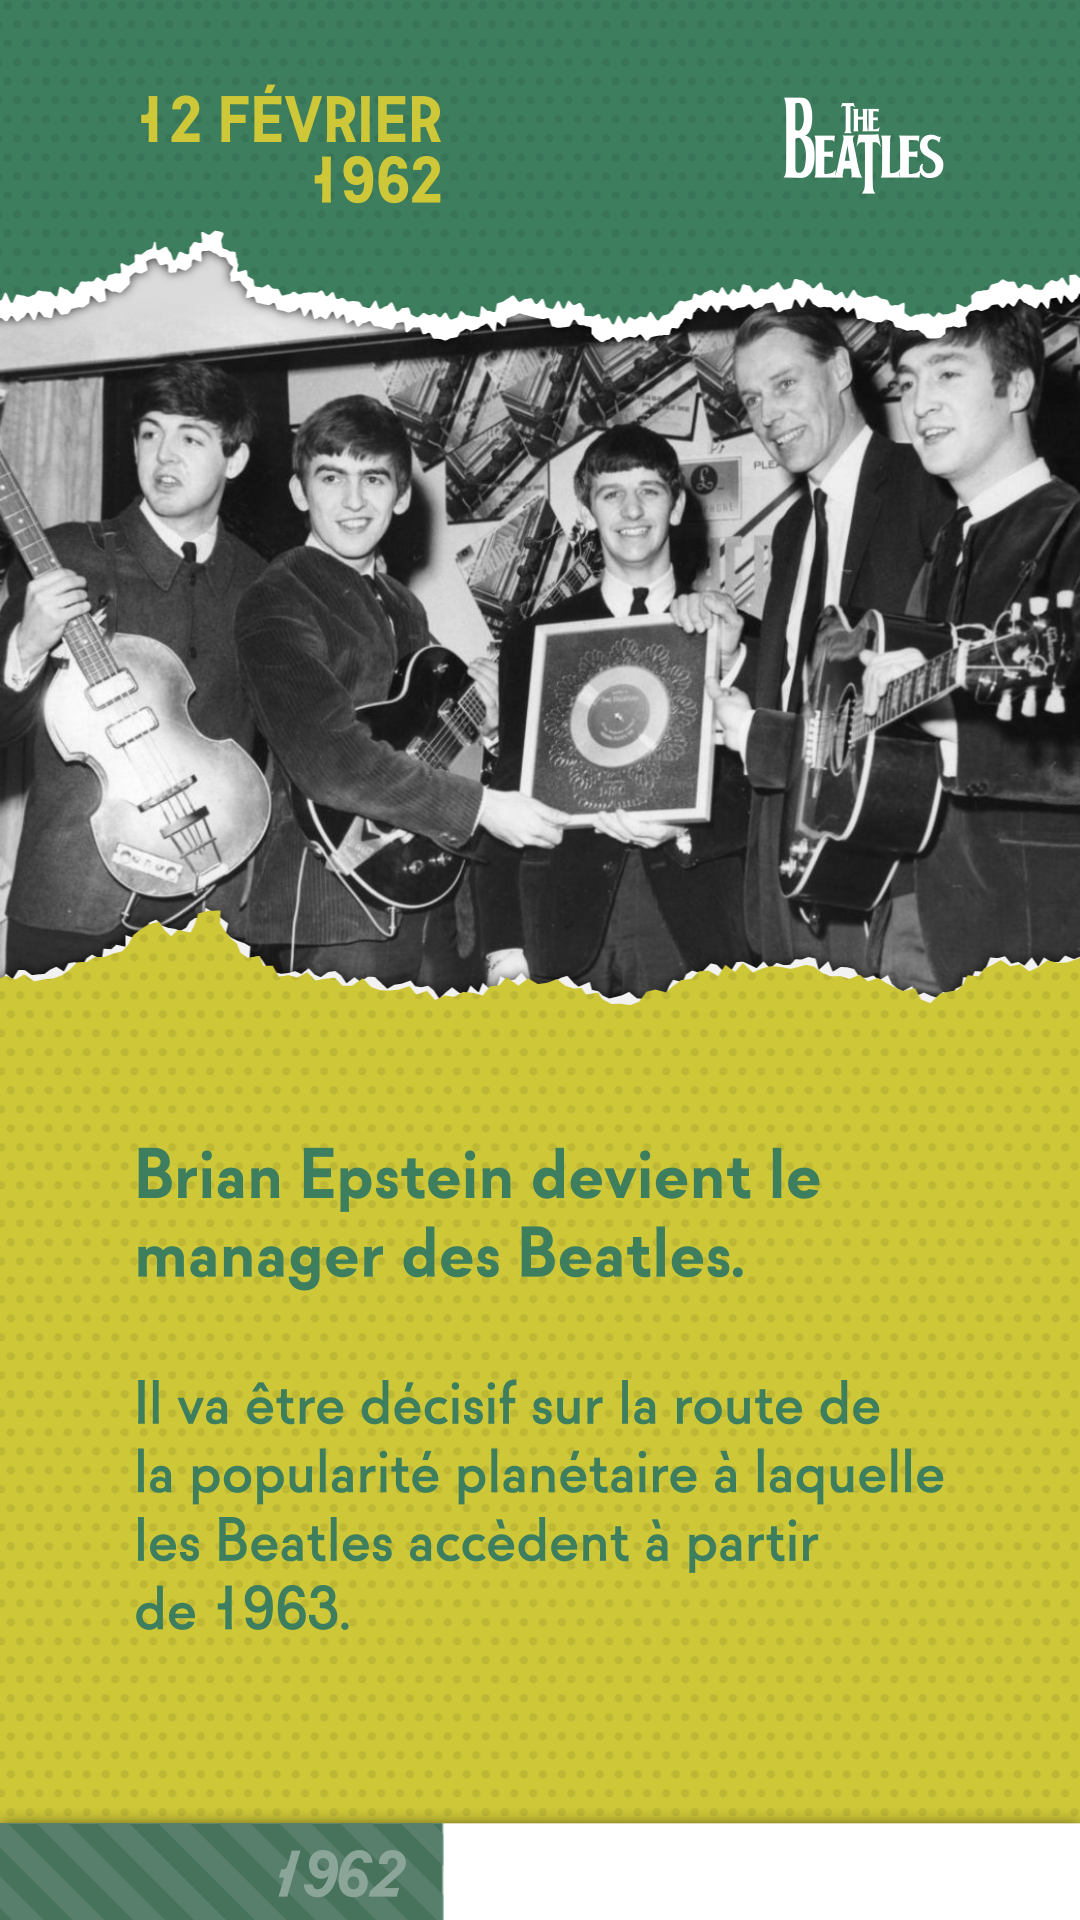 12 FÉVRIER
1962
THE
BEATLES
PLEA
Brian Epstein devient le
manager des Beatles.
Il va être décisif sur la route de
la popularité planétaire à laquelle
les Beatles accèdent à partir
de 1963.
1962